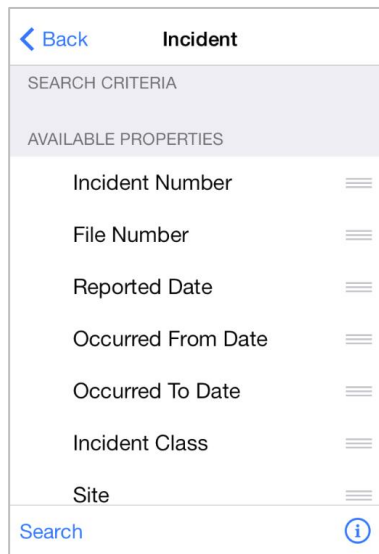 Back Incident
SEARCH CRITERIA
AVAILABLE PROPERTIES
Incident Number
File Number
Reported Date
Occurred From Date
Occurred To Date
Incident Class
Site
Search